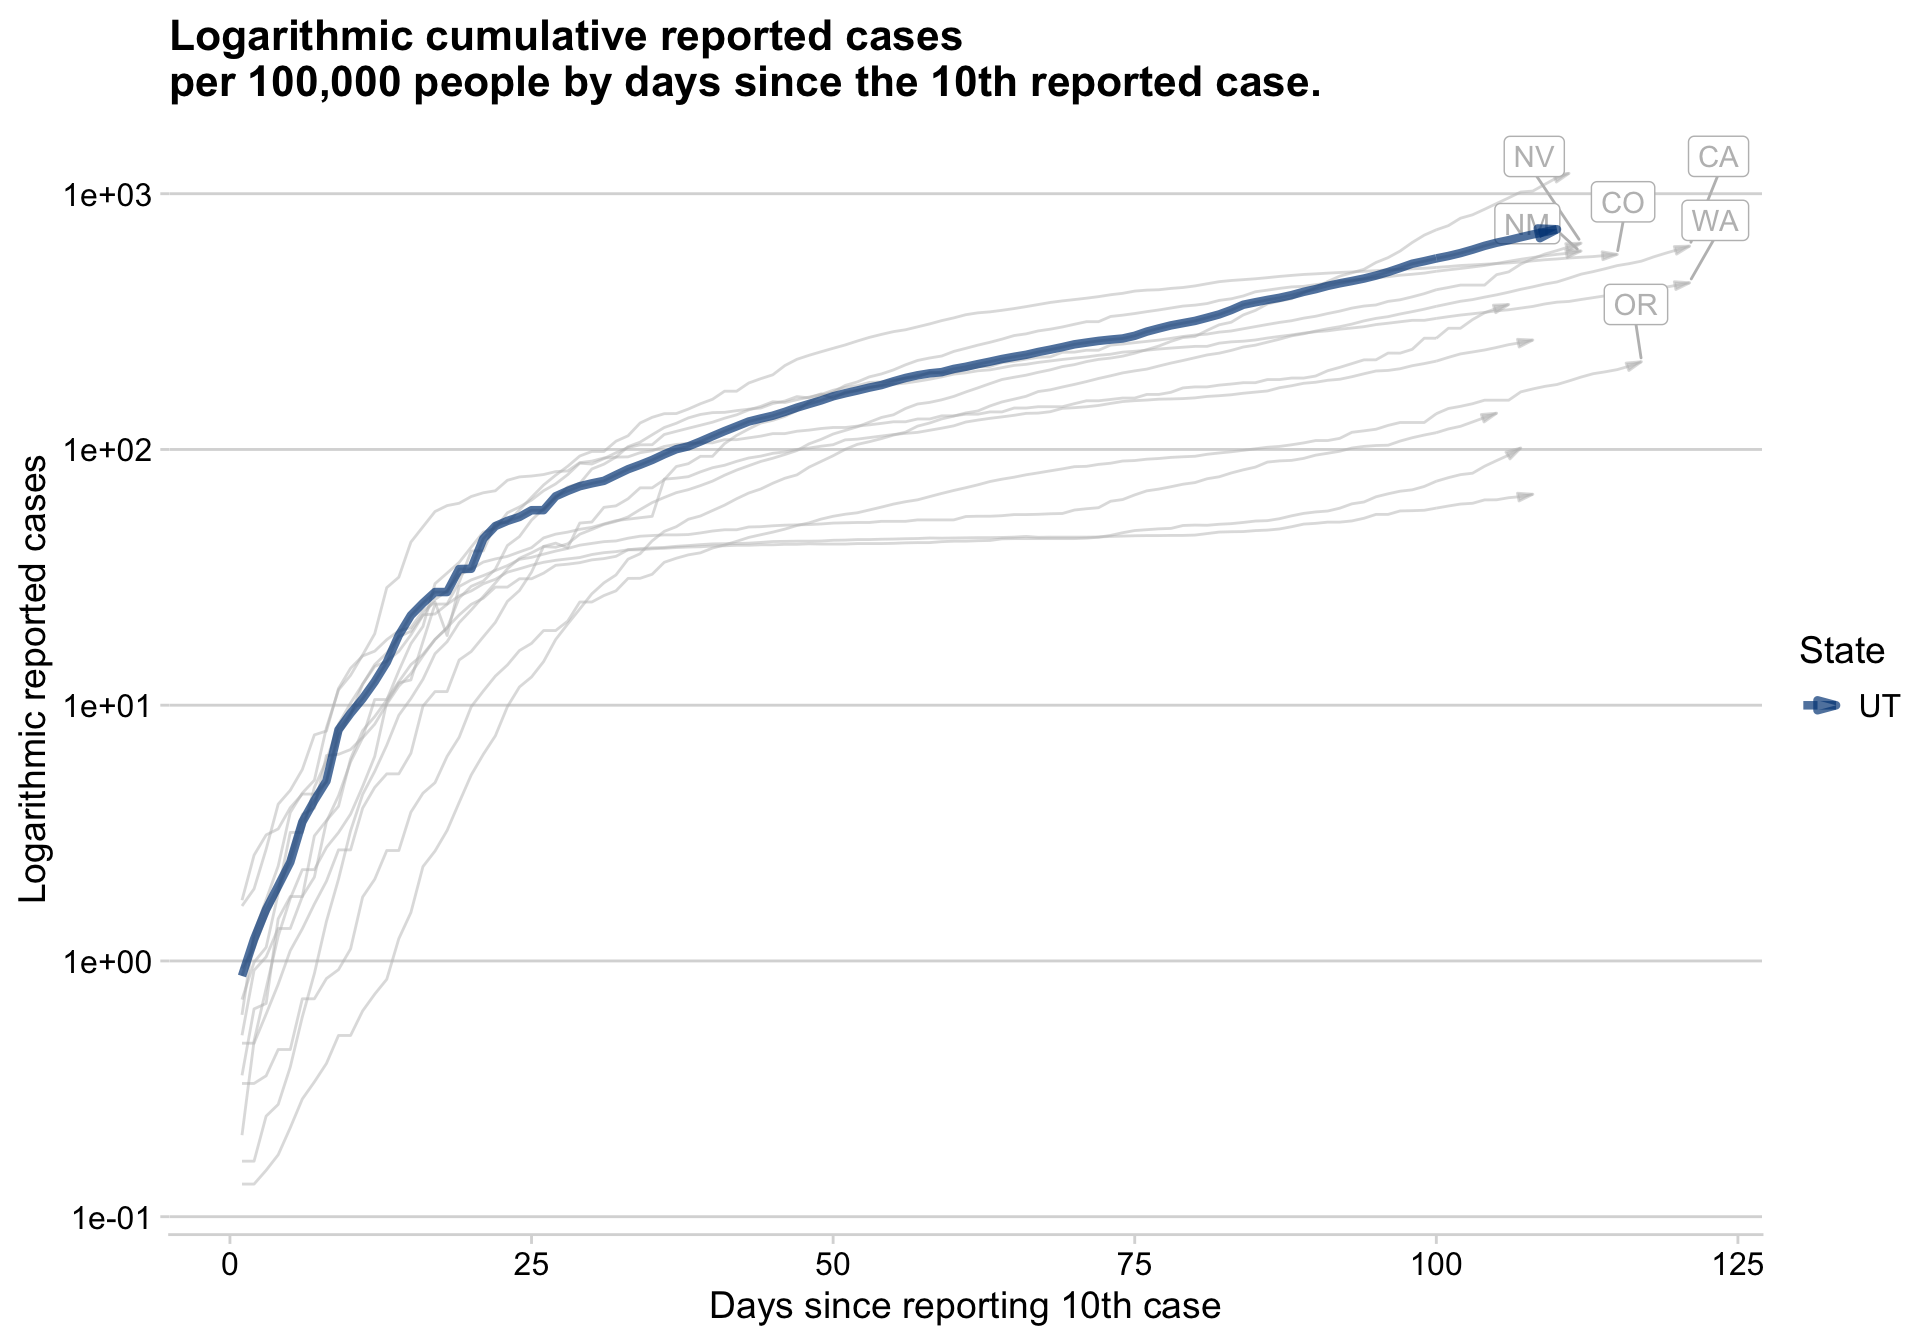 Logarithmic cumulative reported cases
per 100,000 people by days since the 10th reported case.
NV
CA
1e+03
CO
NM
WA
OR
1e+02
Logarithmic reported cases
State
1e+01
UT
1e+00
1e-01
0
25
50
75
100
125
Days since reporting 10th case